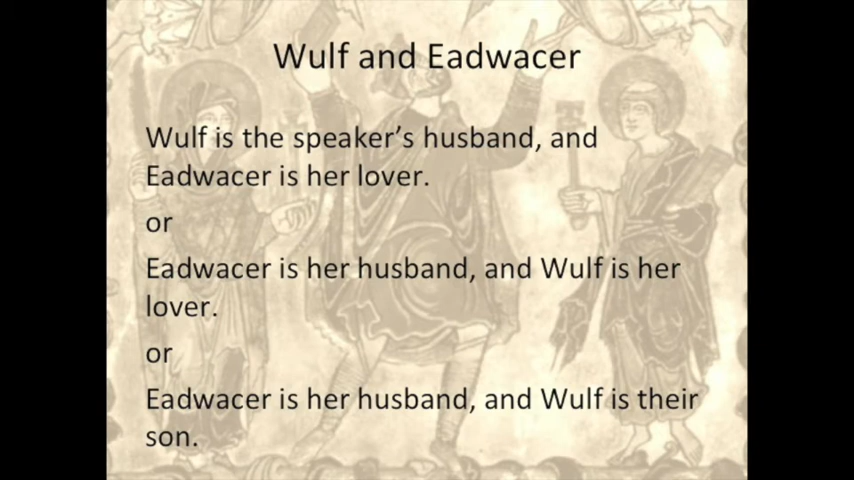 Wulf and Eadwacer
Wulf is the speaker’s husband, and
Eadwacer is her lover.
or
Eadwacer is her husband, and Wulf is her
lover.
or
Eadwacer is her husband, and Wulf is their
son.